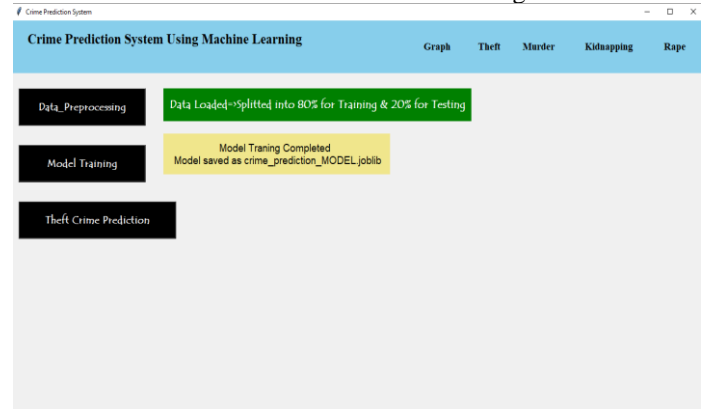 Crime Prediction System
Crime Prediction System Using Machine Learning
Graph Theft Murder Kidnapping Rape
Data_Preprocessing
Data Loaded=>Splitted into 80% for Training & 20% for Testing
Model Training
Model Traning Completed
Model saved as crime_prediction_MODEL.joblib
Theft Crime Prediction